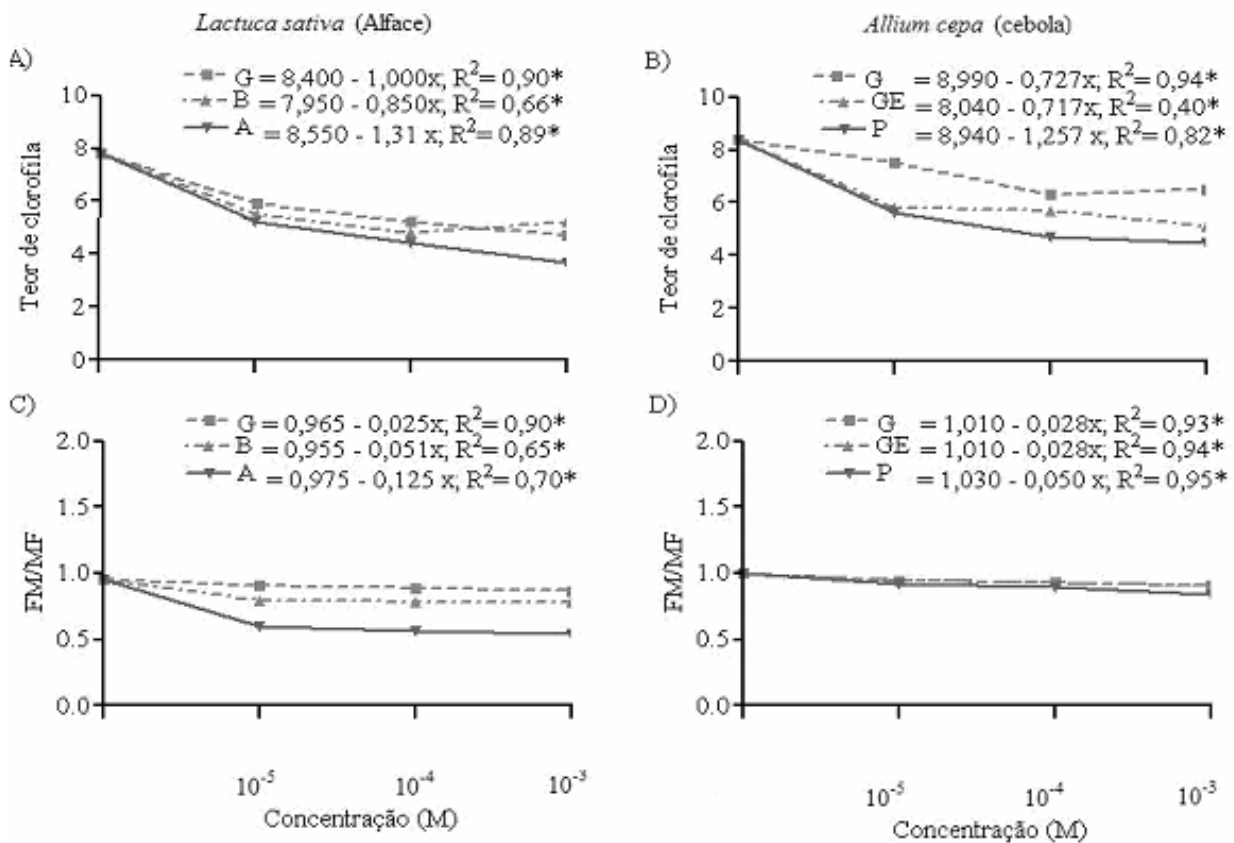 Lactuca sativa (Alface)
A)
G = 8,400 - 1,000x; R²= 0,90*
B = 7,950 - 0,850x; R²= 0,66*
A = 8,550 - 1,31 x; R²= 0,89*
Teor de clorofila
10
8
6
4
2
0
Allium cepa (cebola)
B)
G = 8,990 - 0,727x; R²= 0,94*
GE = 8,040 - 0,717x; R²= 0,40*
P = 8,940 - 1,257 x; R²= 0,82*
Teor de clorofila
10
8
6
4
2
0
C)
G = 0,965 - 0,025x; R²= 0,90*
B = 0,955 - 0,051x; R²= 0,65*
A = 0,975 - 0,125 x; R²= 0,70*
FM/MF
2.0
1.5
1.0
0.5
0.0
10⁻⁵ 10⁻⁴ 10⁻³
Concentração (M)
D)
G = 1,010 - 0,028x; R²= 0,93*
GE = 1,010 - 0,028x; R²= 0,94*
P = 1,030 - 0,050 x; R²= 0,95*
FM/MF
2.0
1.5
1.0
0.5
0.0
10⁻⁵ 10⁻⁴ 10⁻³
Concentração (M)